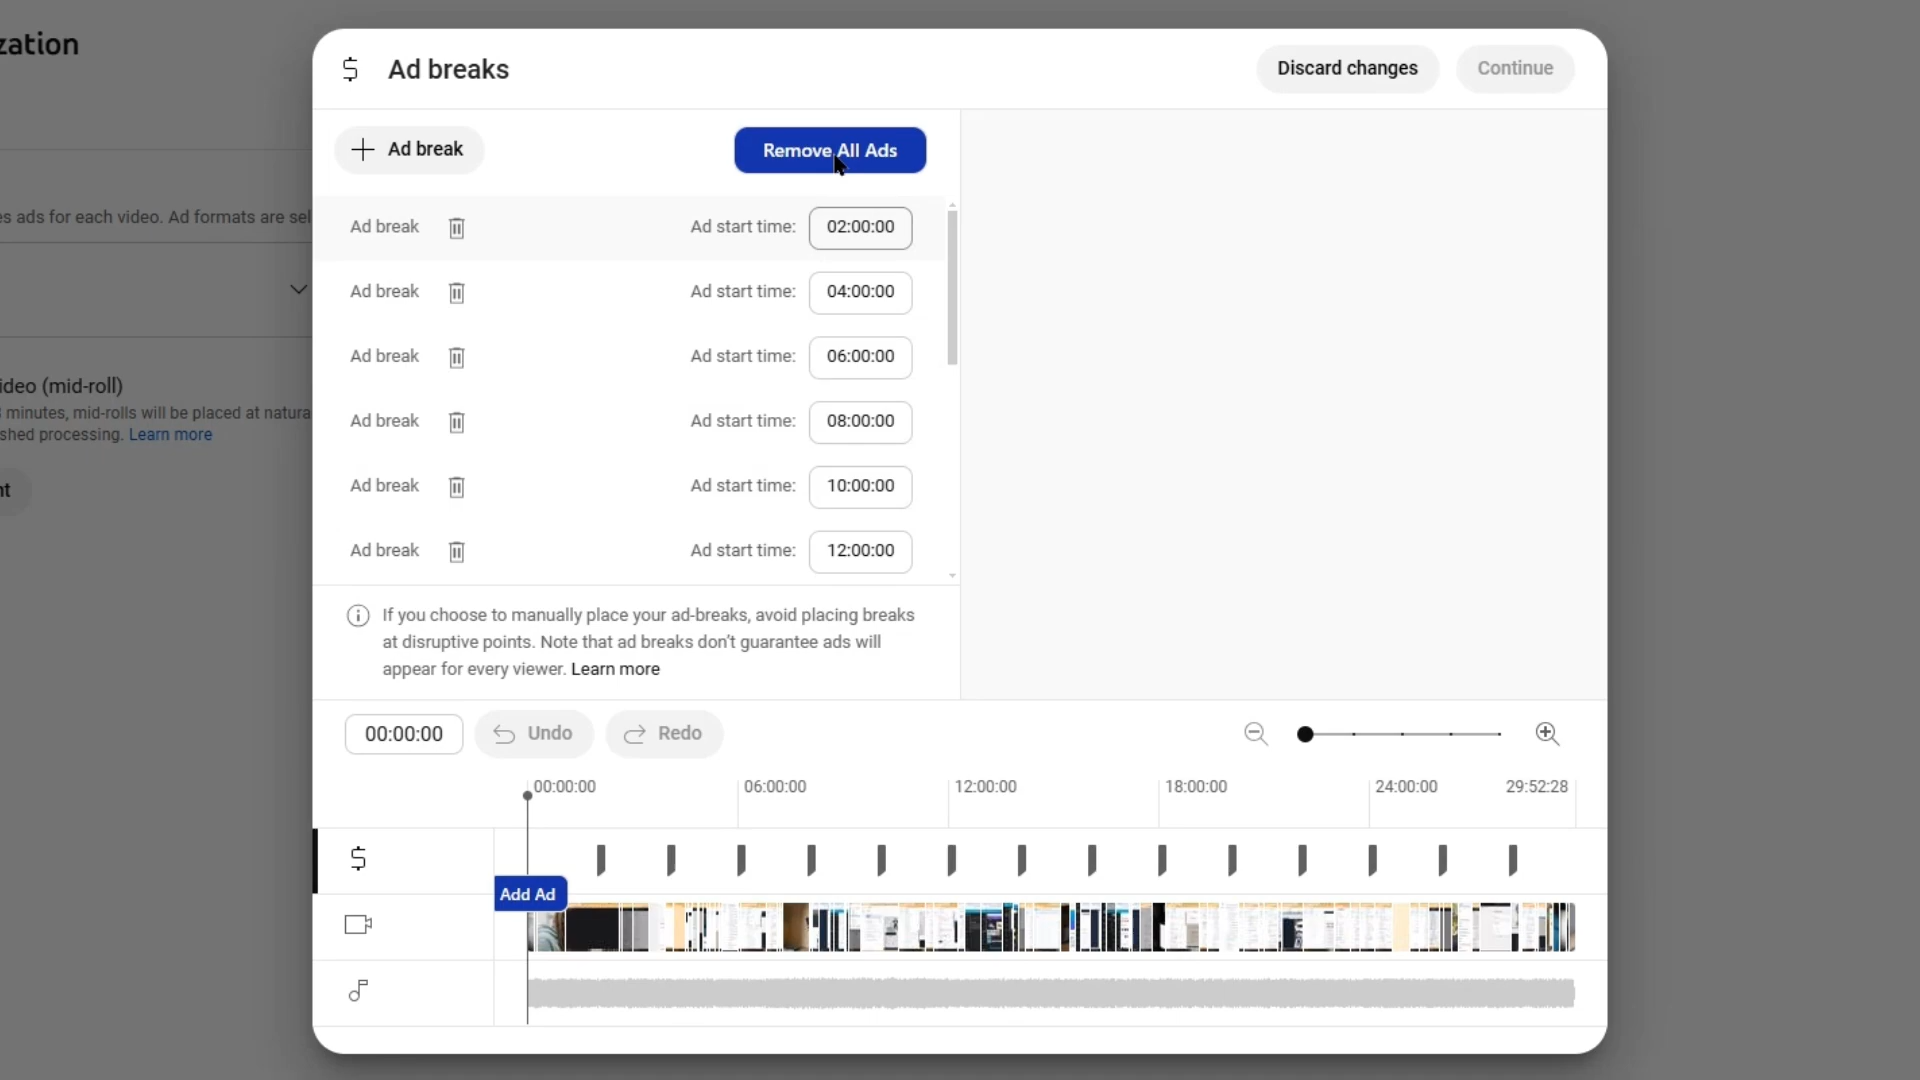 zation
Ad breaks
Discard changes
Continue
Ad break
Remove All Ads
es ads for each video. Ad formats are sel
Ad break
Ad start time:
02:00:00
Ad break
Ad start time:
04:00:00
Ad break
Ad start time:
06:00:00
ideo (mid-roll)
minutes, mid-rolls will be placed at natura
shed processing. Learn more
Ad break
Ad start time:
08:00:00
Ad break
Ad start time:
10:00:00
nt
Ad break
Ad start time:
12:00:00
If you choose to manually place your ad-breaks, avoid placing breaks
at disruptive points. Note that ad breaks don't guarantee ads will
appear for every viewer. Learn more
00:00:00
Undo
Redo
00:00:00
06:00:00
12:00:00
18:00:00
24:00:00
29:52:28
Add Ad